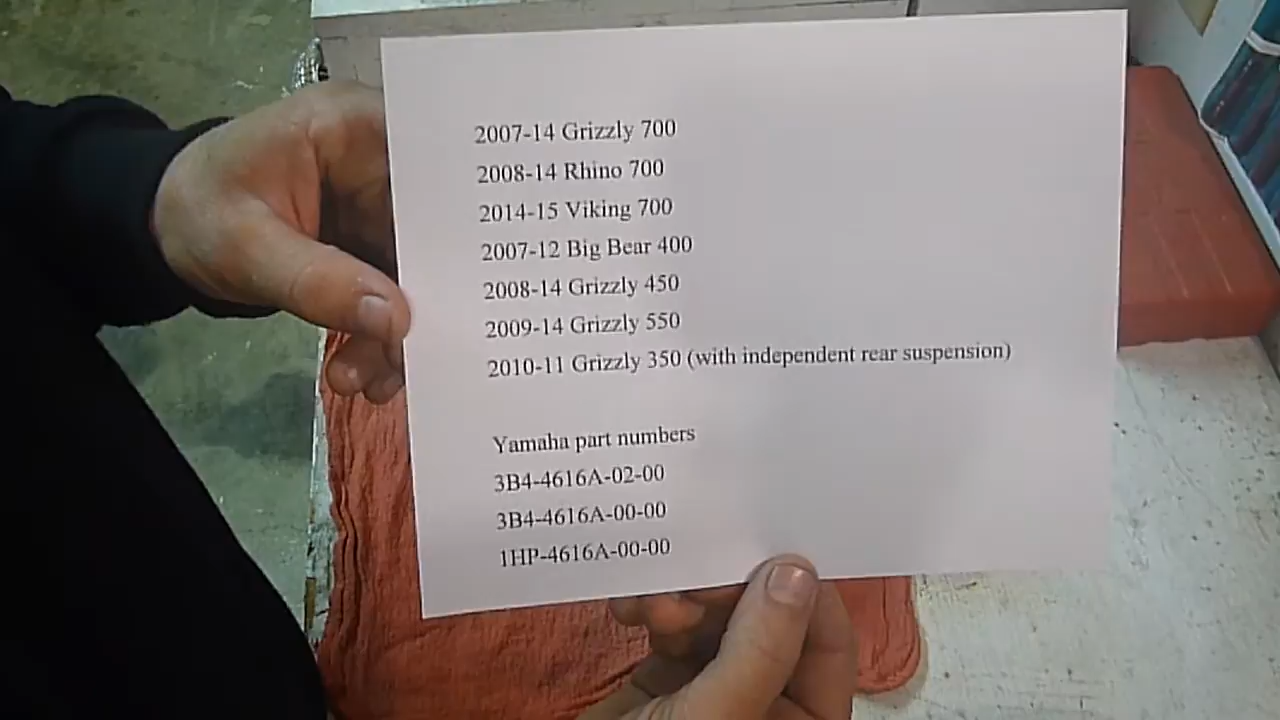 2007-14 Grizzly 700
2008-14 Rhino 700
2014-15 Viking 700
2007-12 Big Bear 400
2008-14 Grizzly 450
2009-14 Grizzly 550
2010-11 Grizzly 350 (with independent rear suspension)
Yamaha part numbers
3B4-4616A-02-00
3B4-4616A-00-00
1HP-4616A-00-00